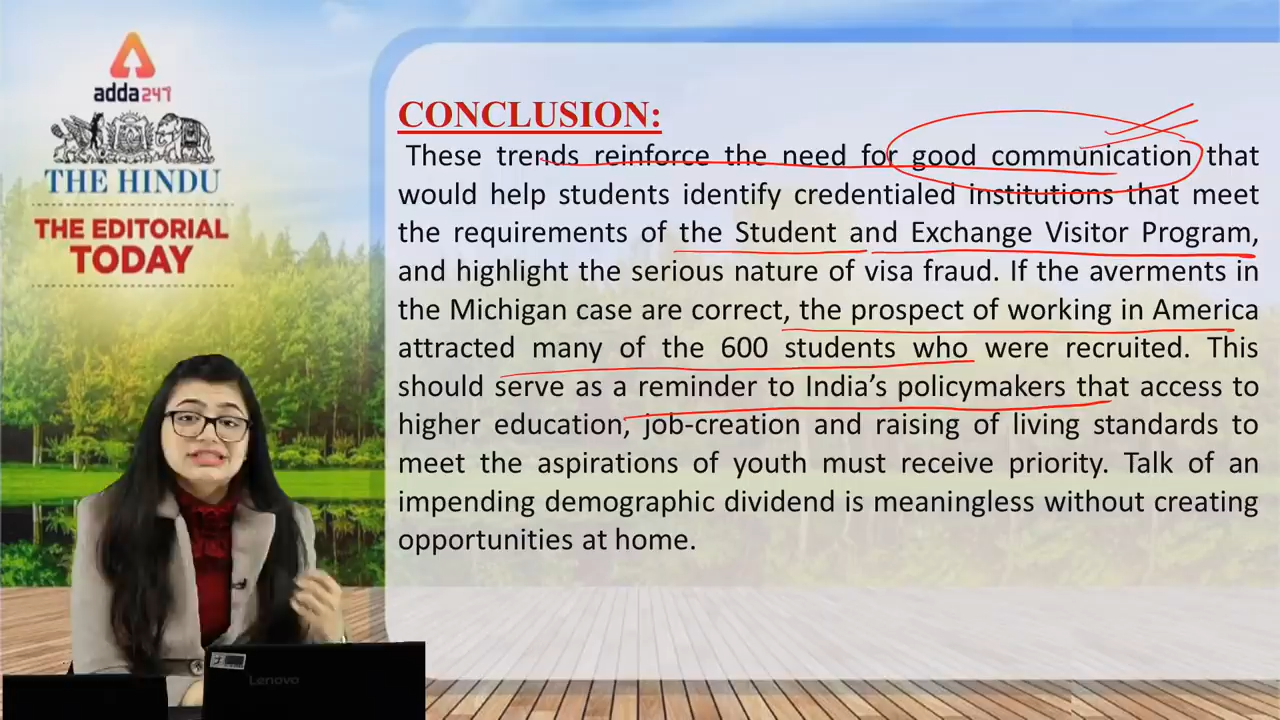 adda247
THE HINDU
THE EDITORIAL
TODAY
CONCLUSION:
These trends reinforce the need for good communication that
would help students identify credentialed institutions that meet
the requirements of the Student and Exchange Visitor Program,
and highlight the serious nature of visa fraud. If the averments in
the Michigan case are correct, the prospect of working in America
attracted many of the 600 students who were recruited. This
should serve as a reminder to India’s policymakers that access to
higher education, job-creation and raising of living standards to
meet the aspirations of youth must receive priority. Talk of an
impending demographic dividend is meaningless without creating
opportunities at home.
Lenovo